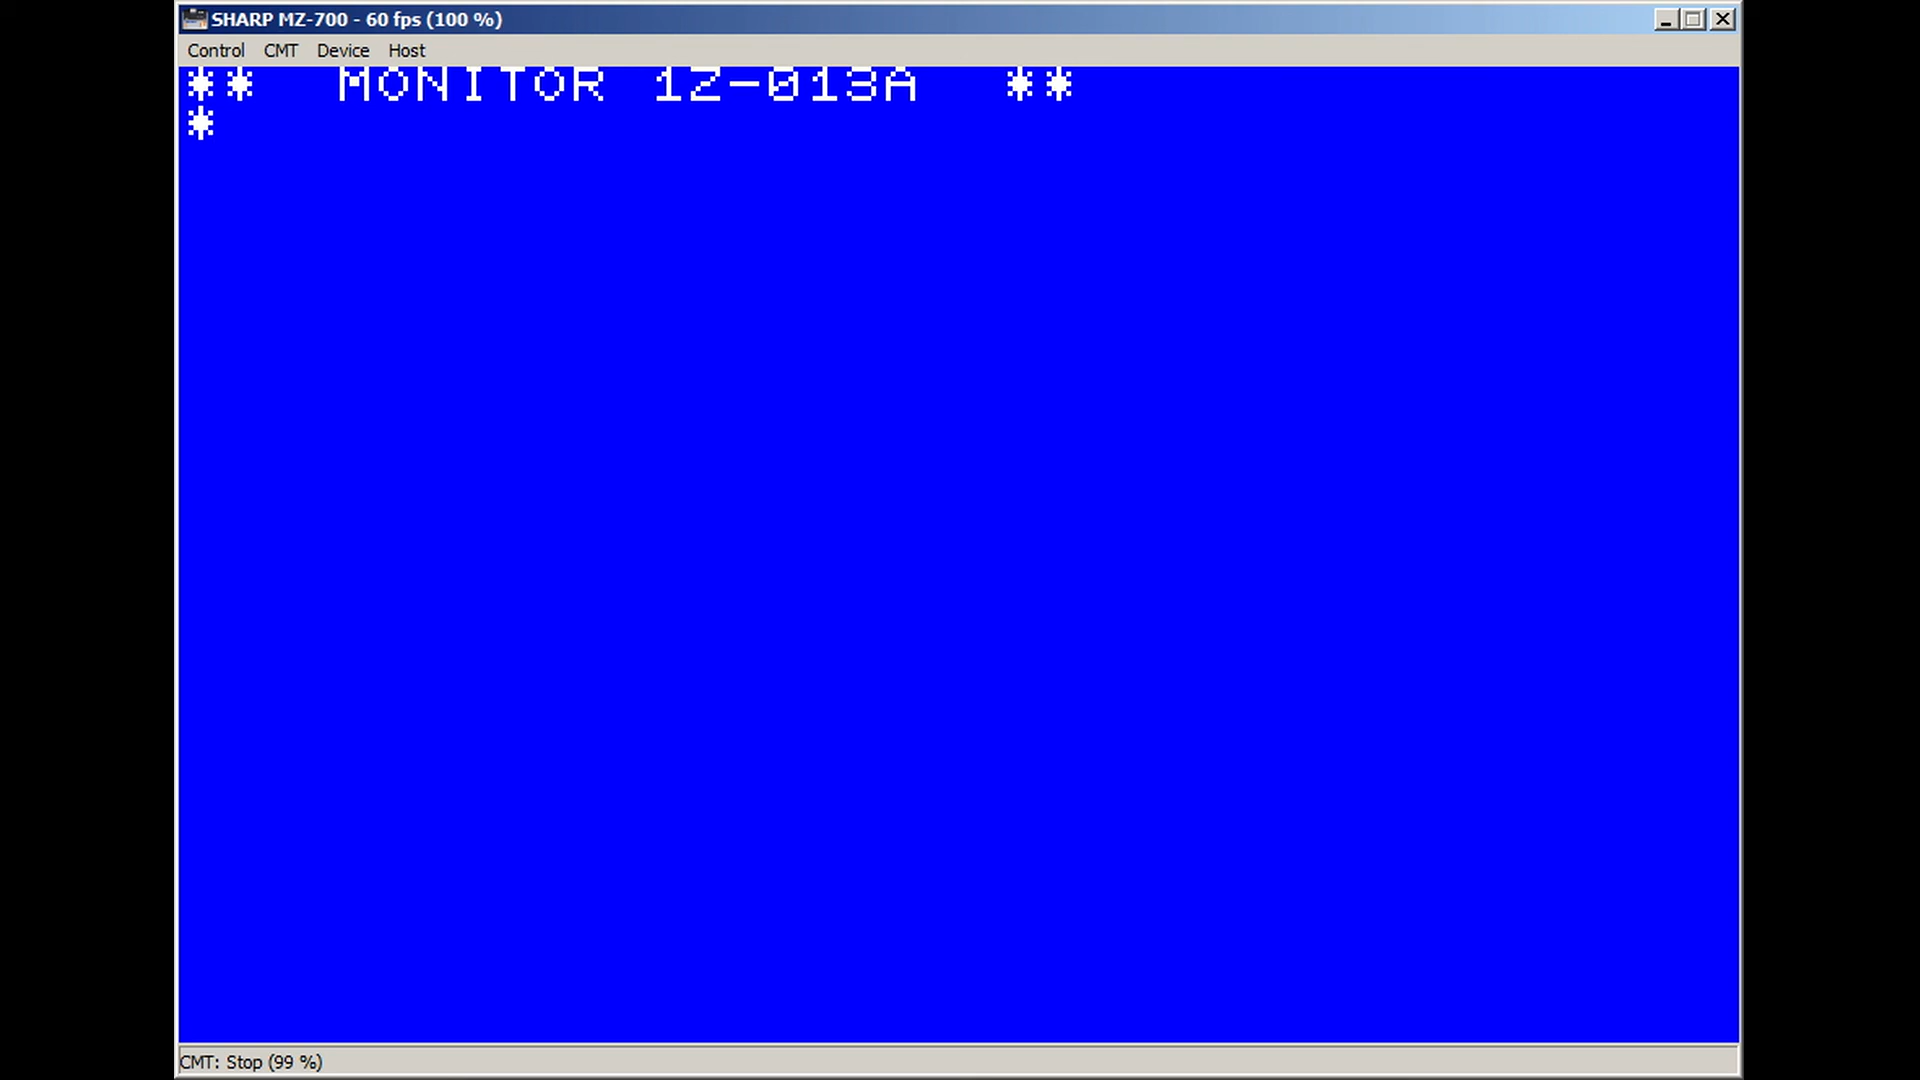 SHARP MZ-700 - 60 fps (100 %)
Control CMT Device Host
** MONITOR 1Z-013A **
*
CMT: Stop (99 %)